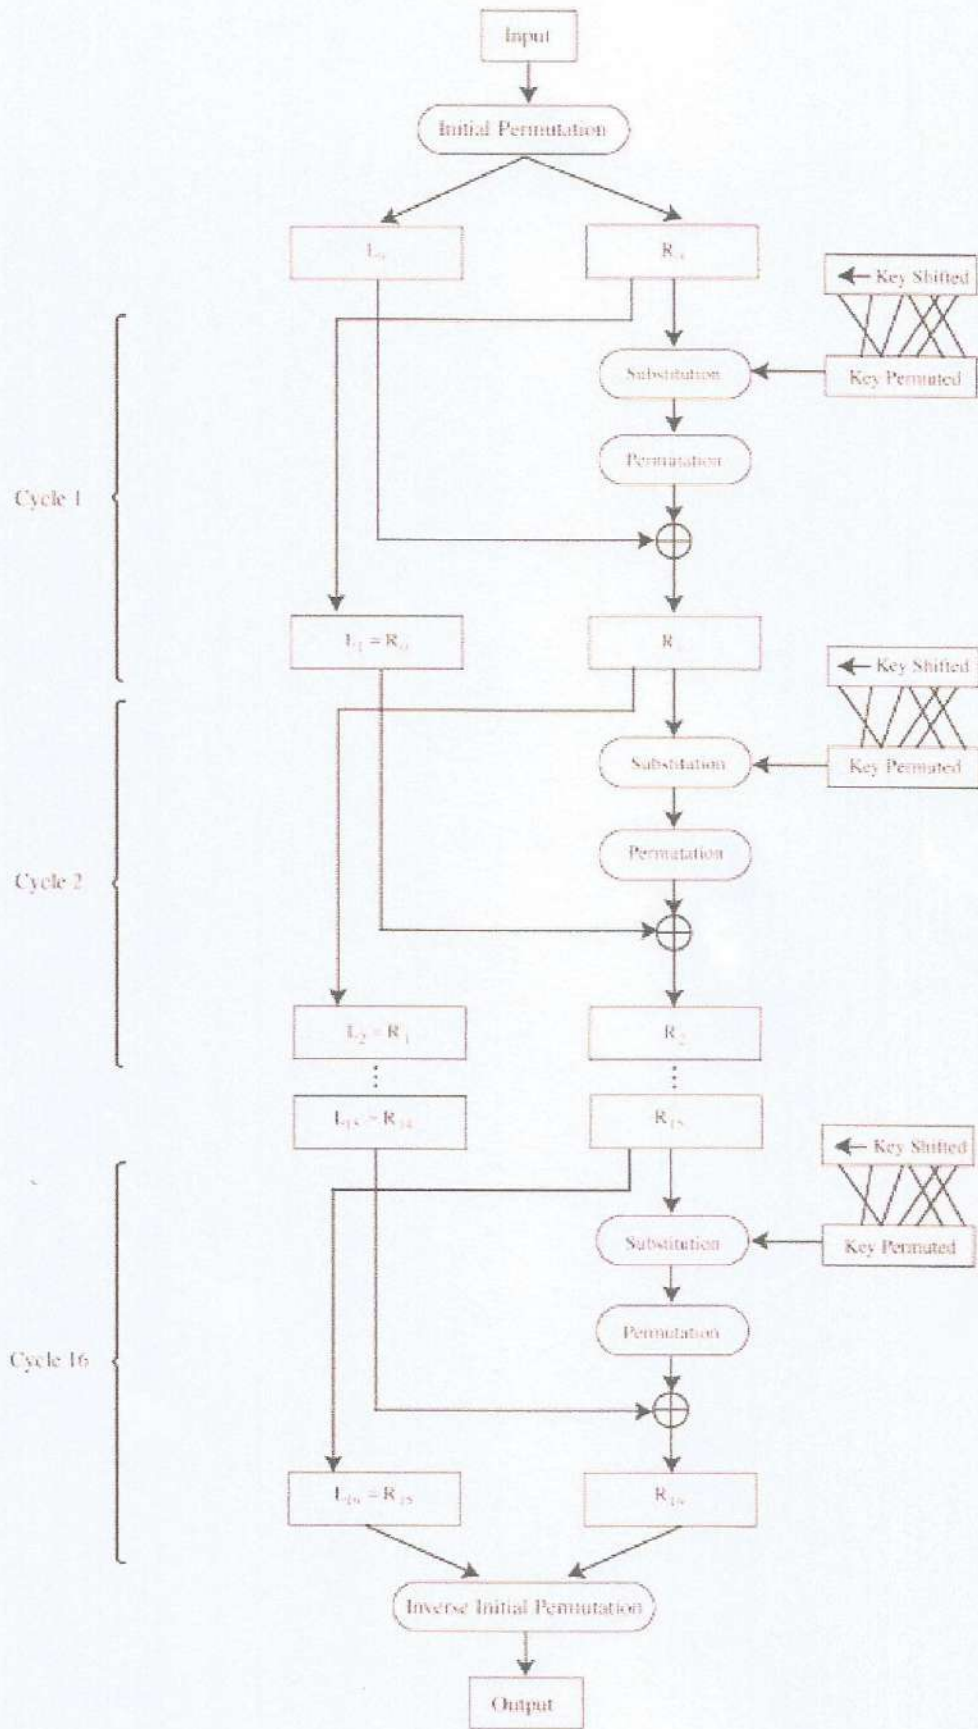 Input
Initial Permutation
L₀
R₀
Key Shifted
Substitution
Key Permuted
Permutation
Cycle 1
L₁ = R₀
R₁
Key Shifted
Substitution
Key Permuted
Permutation
Cycle 2
L₂ = R₁
R₂
L₁₅ = R₁₄
R₁₅
Key Shifted
Substitution
Key Permuted
Permutation
Cycle 16
L₁₆ = R₁₅
R₁₆
Inverse Initial Permutation
Output